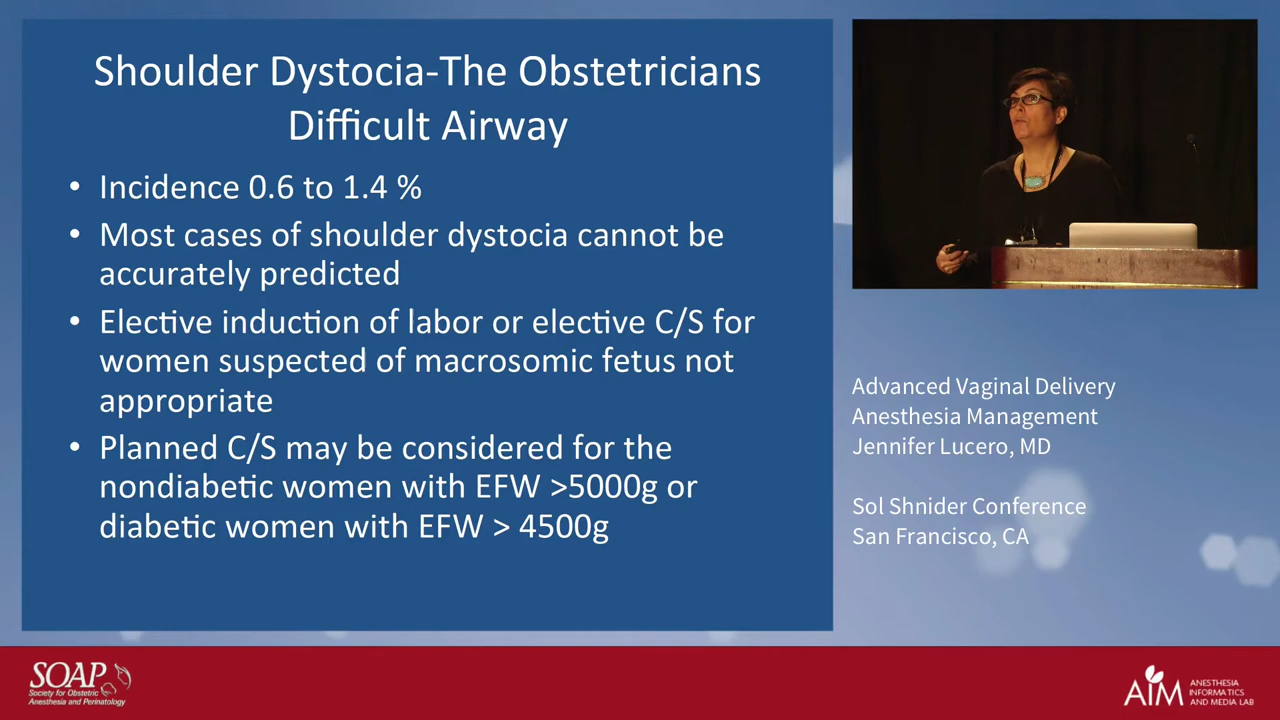 Shoulder Dystocia-The Obstetricians
Difficult Airway
• Incidence 0.6 to 1.4 %
• Most cases of shoulder dystocia cannot be
accurately predicted
• Elective induction of labor or elective C/S for
women suspected of macrosomic fetus not
appropriate
• Planned C/S may be considered for the
nondiabetic women with EFW >5000g or
diabetic women with EFW > 4500g
Advanced Vaginal Delivery
Anesthesia Management
Jennifer Lucero, MD
Sol Shnider Conference
San Francisco, CA
SOAP
Society for Obstetric
Anesthesia and Perinatology
AIM
ANESTHESIA
INFORMATICS
AND MEDIA LAB